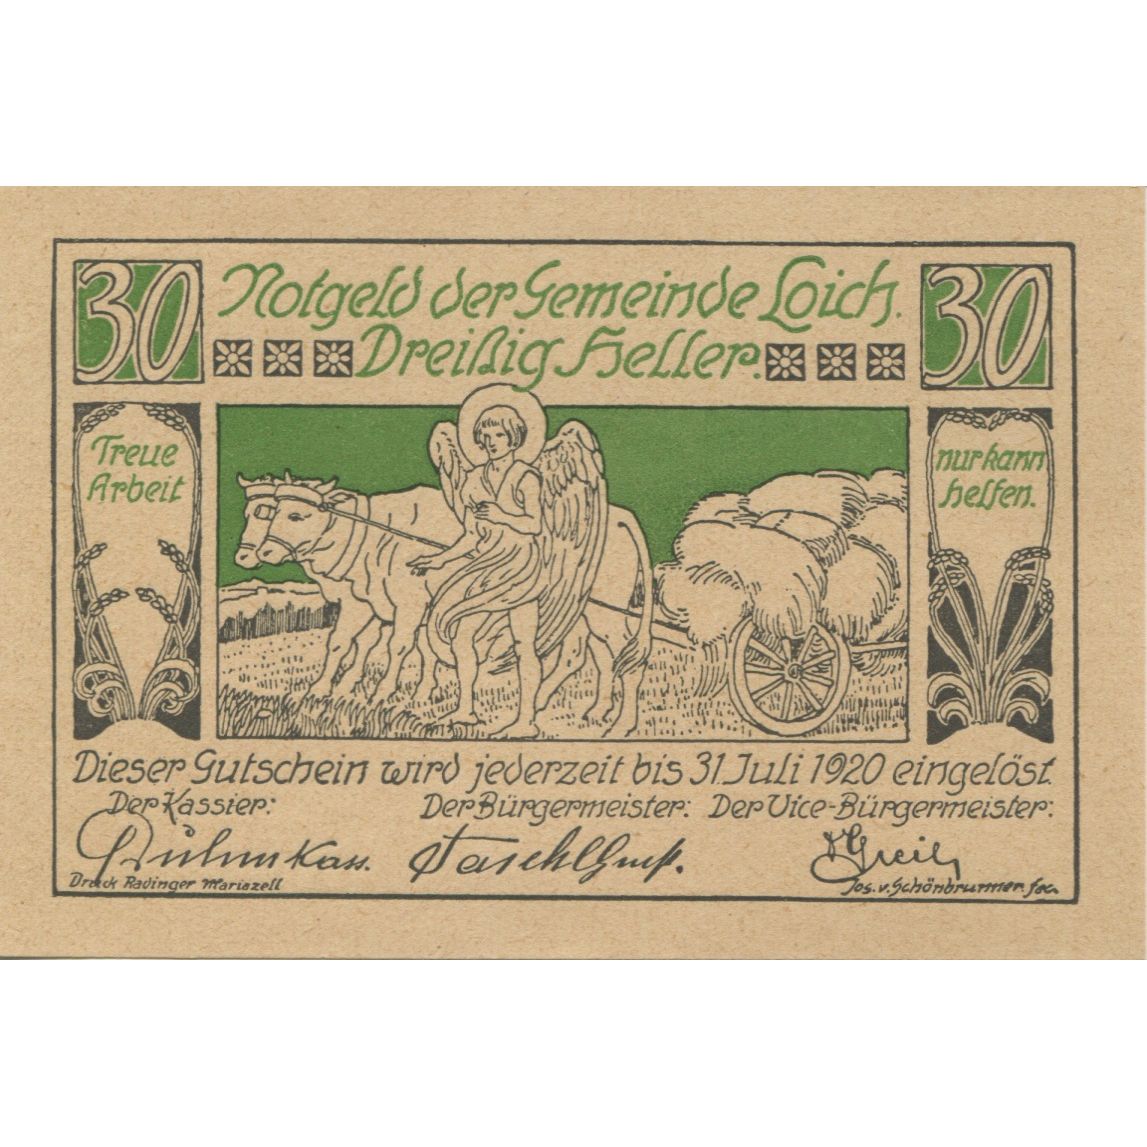 30 Notgeld der Gemeinde Loich. 30
Dreißig Heller.
Treue
Arbeit
nur kann
helfen.
Dieser Gutschein wird jederzeit bis 31. Juli 1920 eingelöst
Der Kassier: Der Bürgermeister: Der Vice-Bürgermeister:
Druck Radinger Mariazell
Jos. v. Schönbrunner fec.